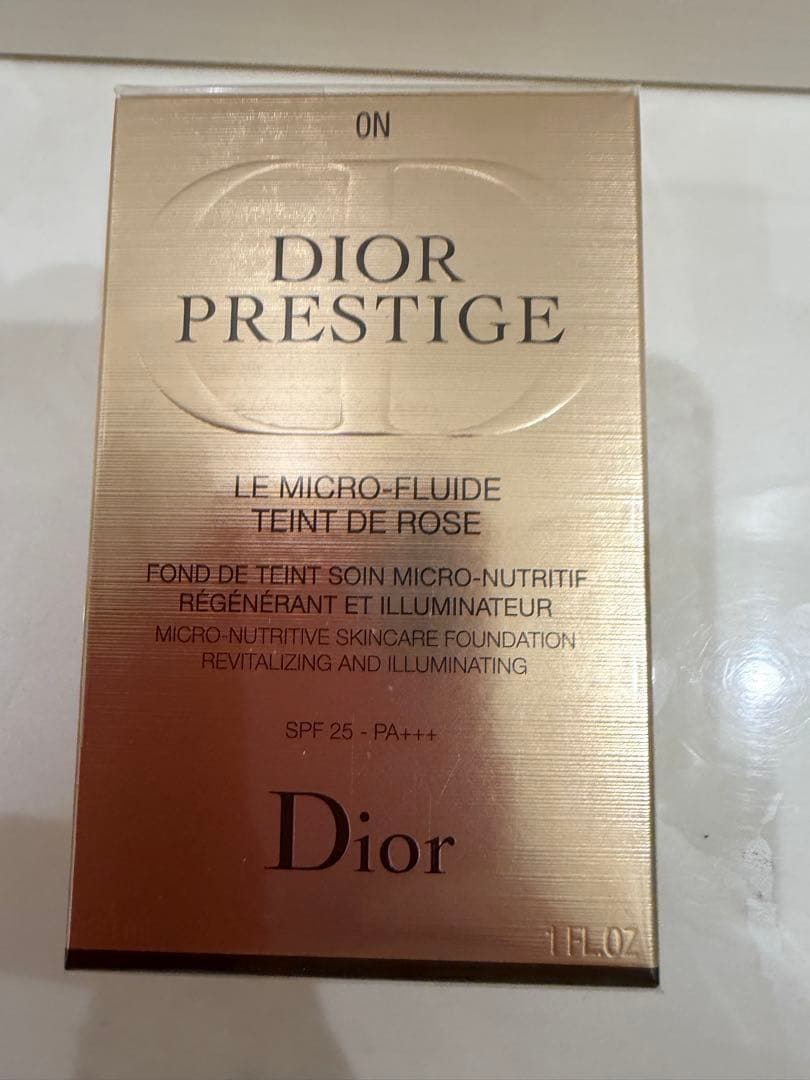 0N
DIOR
PRESTIGE
LE MICRO-FLUIDE
TEINT DE ROSE
FOND DE TEINT SOIN MICRO-NUTRITIF
RÉGÉNÉRANT ET ILLUMINATEUR
MICRO-NUTRITIVE SKINCARE FOUNDATION
REVITALIZING AND ILLUMINATING
SPF 25 - PA+++
Dior
1 FL.OZ